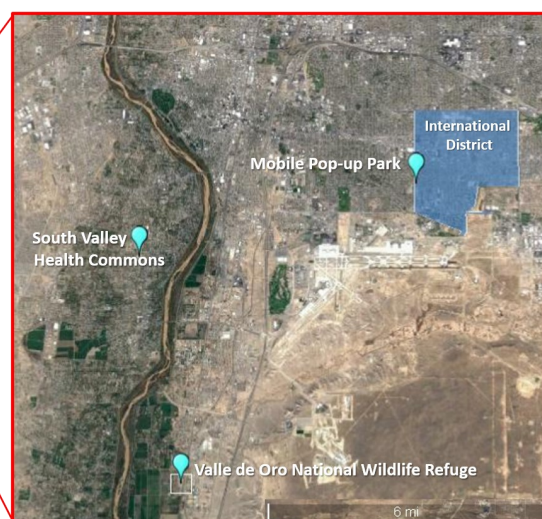 International
District
Mobile Pop-up Park
South Valley
Health Commons
Valle de Oro National Wildlife Refuge
6 mi